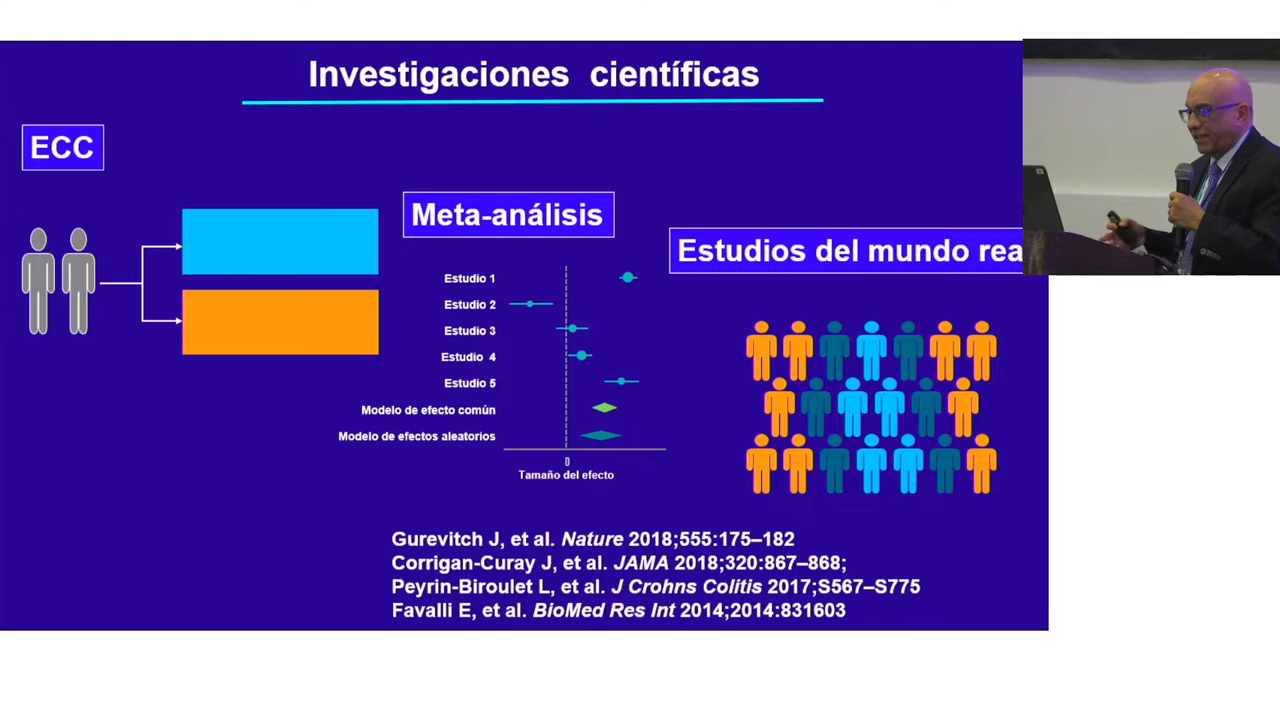 Investigaciones científicas
ECC
Meta-análisis
Estudios del mundo rea
Estudio 1
Estudio 2
Estudio 3
Estudio 4
Estudio 5
Modelo de efecto común
Modelo de efectos aleatorios
0
Tamaño del efecto
Gurevitch J, et al. Nature 2018;555:175–182
Corrigan-Curay J, et al. JAMA 2018;320:867–868;
Peyrin-Biroulet L, et al. J Crohns Colitis 2017;S567–S775
Favalli E, et al. BioMed Res Int 2014;2014:831603